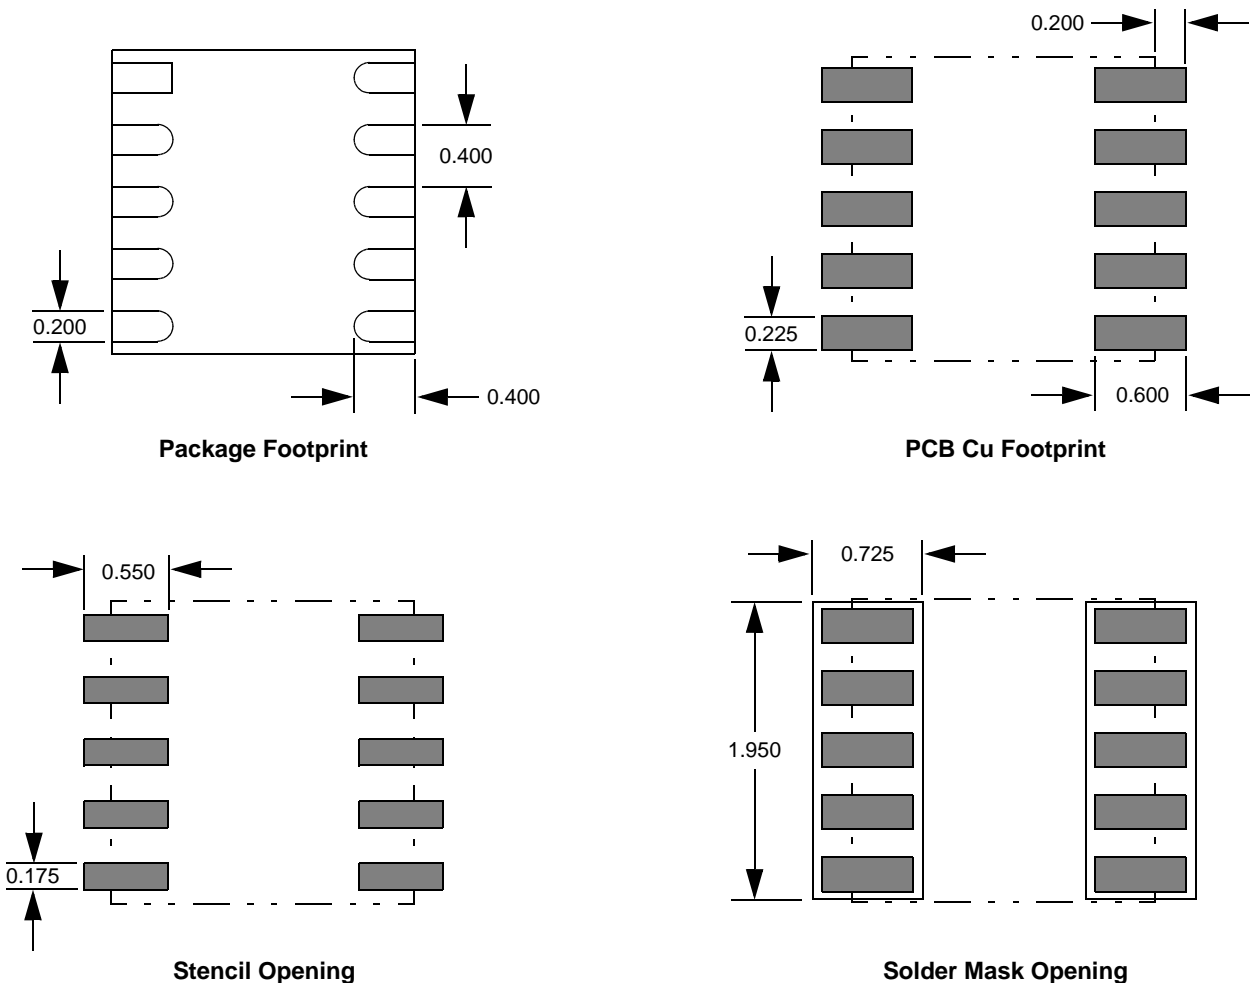 0.400
0.200
0.400
Package Footprint
0.200
0.225
0.600
PCB Cu Footprint
0.550
0.175
Stencil Opening
0.725
1.950
Solder Mask Opening